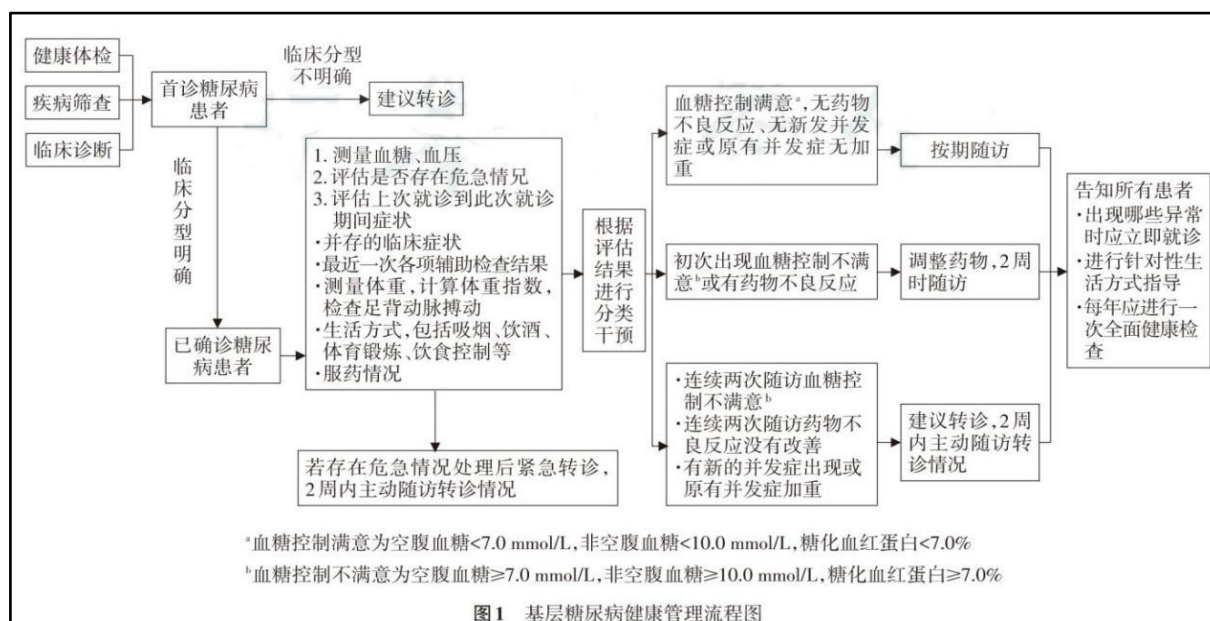 健康体检
疾病筛查
临床诊断
首诊糖尿病
患者
临床分型
不明确
建议转诊
临床分型明确
已确诊糖尿
病患者
1. 测量血糖、血压
2. 评估是否存在危急情况
3. 评估上次就诊到此次就诊
期间症状
·并存的临床症状
·最近一次各项辅助检查结果
·测量体重,计算体重指数,
检查足背动脉搏动
·生活方式,包括吸烟、饮酒、
体育锻炼、饮食控制等
·服药情况
若存在危急情况处理后紧急转诊,
2周内主动随访转诊情况
根据
评估
结果
进行
分类
干预
血糖控制满意a,无药物
不良反应、无新发并发
症或原有并发症无加
重
按期随访
初次出现血糖控制不满
意b或有药物不良反应
调整药物,2周
时随访
·连续两次随访血糖控
制不满意b
·连续两次随访药物不
良反应没有改善
·有新的并发症出现或
原有并发症加重
建议转诊,2周
内主动随访转
诊情况
告知所有患者
·出现哪些异常
时应立即就诊
·进行针对性生
活方式指导
·每年应进行一
次全面健康检
查
a血糖控制满意为空腹血糖<7.0 mmol/L,非空腹血糖<10.0 mmol/L,糖化血红蛋白<7.0%
b血糖控制不满意为空腹血糖≥7.0 mmol/L,非空腹血糖≥10.0 mmol/L,糖化血红蛋白≥7.0%
图1 基层糖尿病健康管理流程图